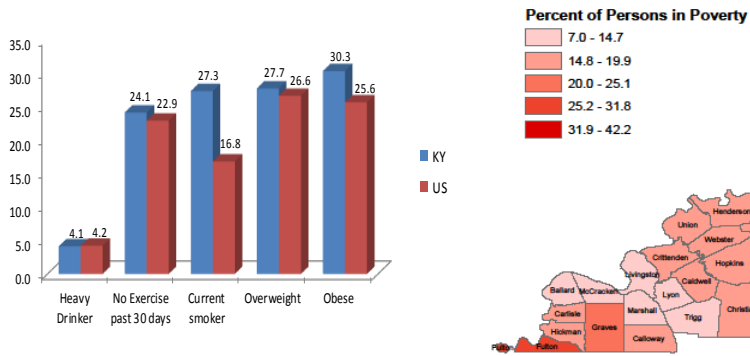 35.0
30.0
25.0
20.0
15.0
10.0
5.0
0.0
4.1 4.2
24.1 22.9
27.3 16.8
27.7 26.6
30.3 25.6
Heavy Drinker
No Exercise past 30 days
Current smoker
Overweight
Obese
KY
US
Percent of Persons in Poverty
7.0 - 14.7
14.8 - 19.9
20.0 - 25.1
25.2 - 31.8
31.9 - 42.2
Henderson
Union
Webster
Crittenden
Hopkins
Livingston
Caldwell
Ballard
McCracken
Lyon
Carlisle
Marshall
Trigg
Christi
Hickman
Graves
Calloway
Fulton
Fulton